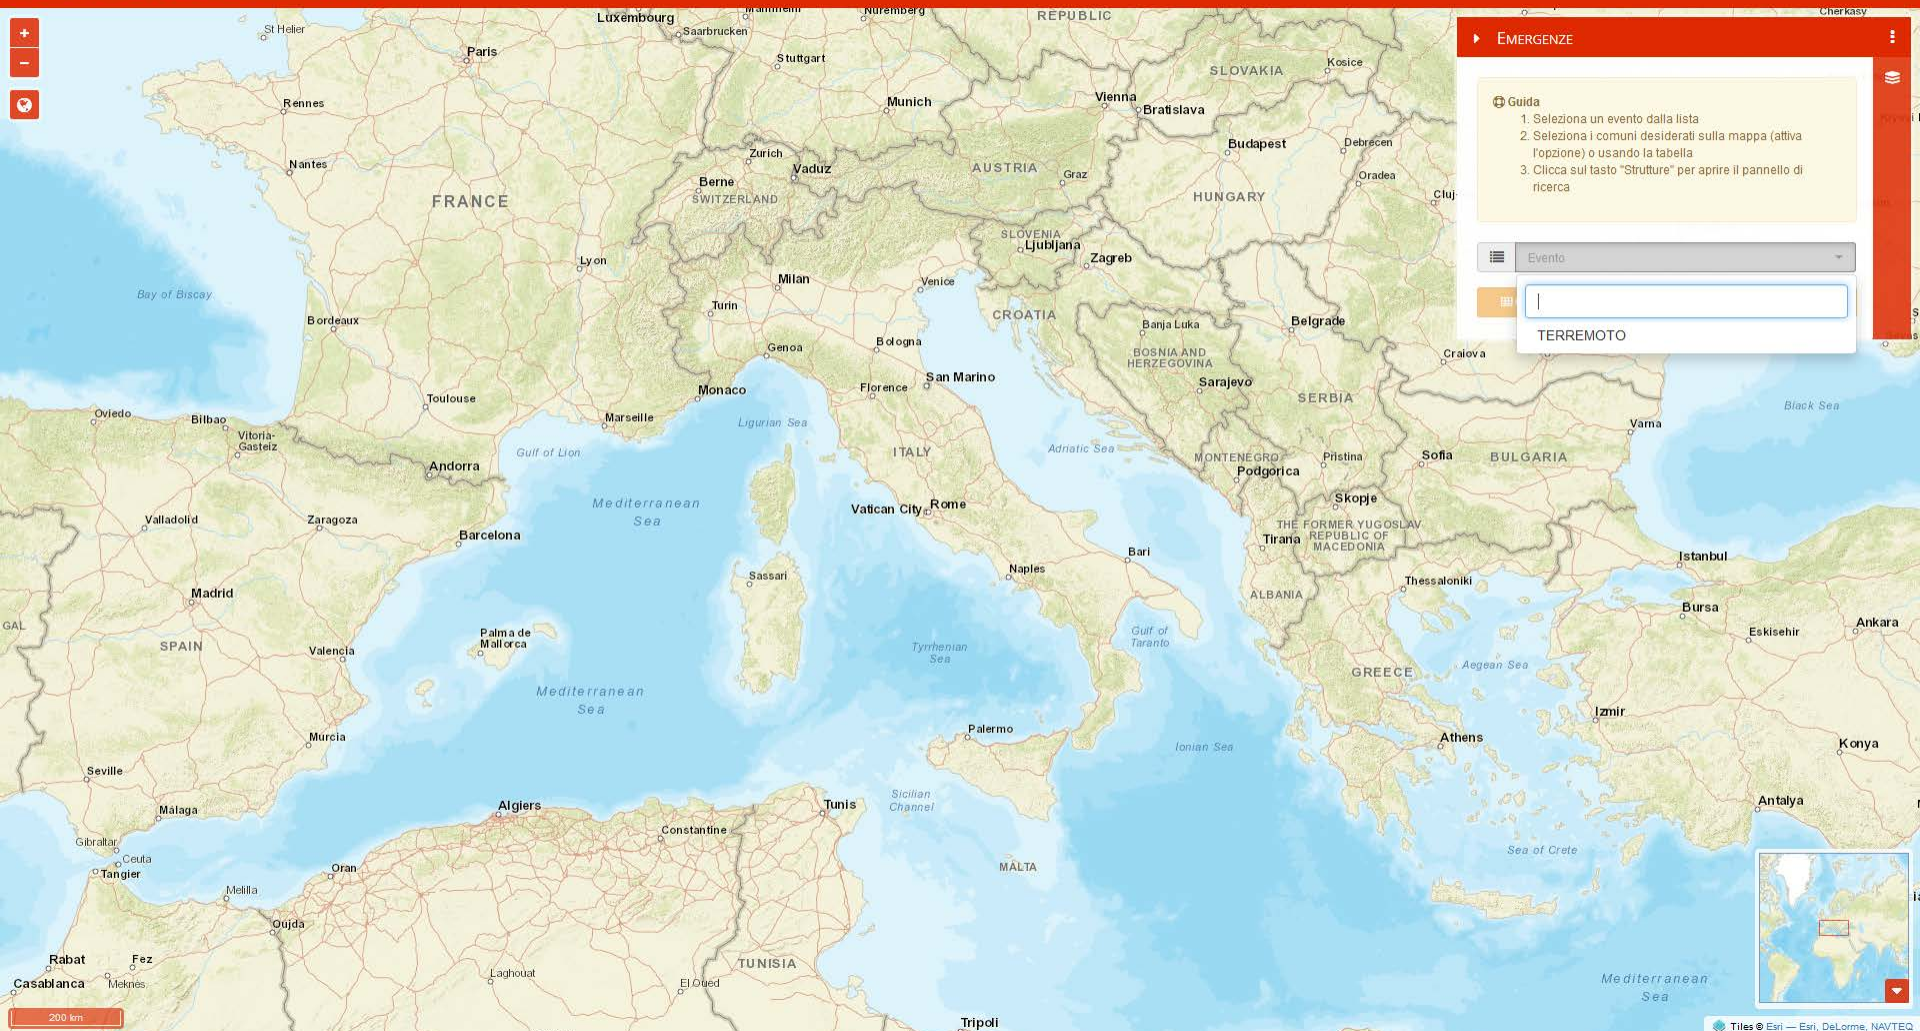 Luxembourg
Mannheim
Nuremberg
REPUBLIC
Cherkasy
+
St Helier
Saarbrucken
EMERGENZE
−
Paris
Stuttgart
SLOVAKIA
Kosice
Rennes
Munich
Vienna
Bratislava
Guida
1. Seleziona un evento dalla lista
2. Seleziona i comuni desiderati sulla mappa (attiva
l'opzione) o usando la tabella
3. Clicca sul tasto "Strutture" per aprire il pannello di
ricerca
Nantes
Zurich
Vaduz
Budapest
Debrecen
Berne
AUSTRIA
Graz
Oradea
FRANCE
SWITZERLAND
HUNGARY
Cluj-
SLOVENIA
Ljubljana
Zagreb
Evento
Lyon
Milan
Venice
Bay of Biscay
Turin
CROATIA
Bordeaux
Banja Luka
Belgrade
TERREMOTO
Genoa
Bologna
BOSNIA AND
HERZEGOVINA
Craiova
Monaco
Florence
San Marino
Sarajevo
SERBIA
Toulouse
Marseille
Black Sea
Oviedo
Bilbao
Ligurian Sea
Varna
Vitoria-
Gasteiz
Gulf of Lion
ITALY
Adriatic Sea
MONTENEGRO
Pristina
Sofia
BULGARIA
Andorra
Podgorica
Mediterranean
Sea
Vatican City
Rome
Skopje
Valladolid
Zaragoza
THE FORMER YUGOSLAV
REPUBLIC OF
MACEDONIA
Barcelona
Tirana
Bari
Istanbul
Sassari
Naples
Thessaloniki
Madrid
ALBANIA
Bursa
GAL
Palma de
Mallorca
Gulf of
Taranto
Eskisehir
Ankara
SPAIN
Valencia
Tyrrhenian
Sea
Aegean Sea
GREECE
Mediterranean
Sea
Izmir
Murcia
Palermo
Ionian Sea
Athens
Konya
Seville
Málaga
Algiers
Tunis
Sicilian
Channel
Antalya
Constantine
Gibraltar
Ceuta
Tangier
Oran
MALTA
Sea of Crete
Melilla
Oujda
Rabat
Fez
TUNISIA
Casablanca
Meknès
Laghouat
El Oued
Mediterranean
Sea
200 km
Tripoli
Tiles © Esri — Esri, DeLorme, NAVTEQ